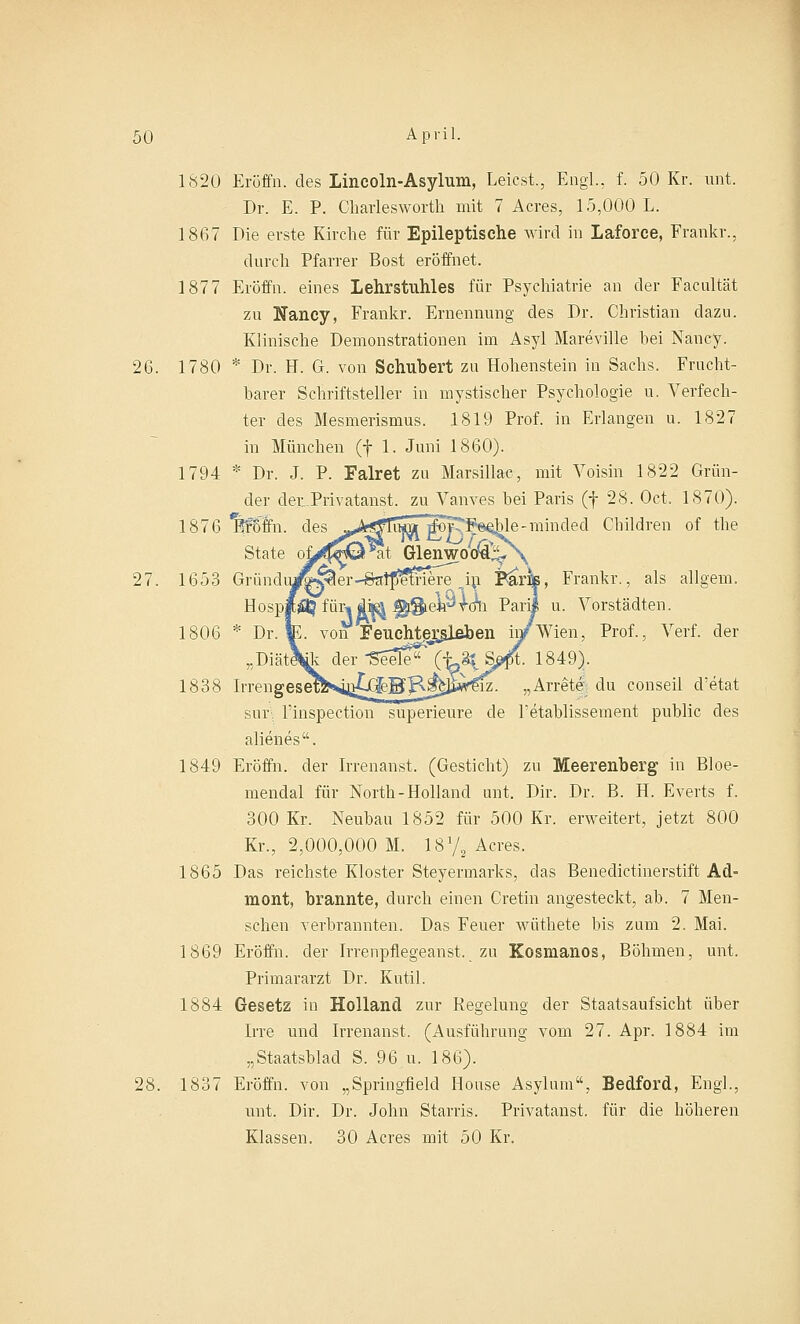 50 April.
1820 Eröffn. des Lincoln-Asylum, Leicst., Engl., f. 50 Kr. unt.
Dr. E. P. Charlesworth mit 7 Acres, 15,000 L.
1867 Die erste Kirche für Epileptische wird in Laforce, Frankr.,
durch Pfarrer Bost eröffnet.
1877 Eröffn. eines Lehrstuhles für Psychiatrie an der Facultät
zu Nancy, Frankr. Ernennung des Dr. Christian dazu.
Klinische Demonstrationen im Asyl Maréville bei Nancy.
26. 1780 * Dr. H. G. von Schubert zu Hohenstein in Sachs. Frucht-
barer Schriftsteller in mystischer Psychologie u. Verfech-
ter des Mesmerismus. 1819 Prof. in Erlangen u. 1827
in München († 1. Juni 1860).
1794 * Dr. J. P. Falret zu Marsillac, mit Voisin 1822 Grün-
der der Privatanst. zu Vanves bei Paris († 28. Oct. 1870).
1876 Eröffn. des Asylum for Feeble-minded Children of the
State of at Glenwood.
27. 1653 Gründung der Salpetrière in Paris, Frankr., als allgem.
Hosp für die von Paris u. Vorstädten.
1806 * Dr. E. von Feuchtersleben in Wien, Prof., Verf. der
„Diätetik der Seele“ († Sept. 1849).
1838 Irrengesetz in „Arrêté du conseil d'état
sur l'inspection supérieure de l'établissement public des
aliénés“.
1849 Eröffn. der Irrenanst. (Gesticht) zu Meerenberg in Bloe-
mendal für North-Holland unt. Dir. Dr. B. H. Everts f.
300 Kr. Neubau 1852 für 500 Kr. erweitert, jetzt 800
Kr., 2,000,000 M. 18½ Acres.
1865 Das reichste Kloster Steyermarks, das Benedictinerstift Ad-
mont, brannte, durch einen Cretin angesteckt, ab. 7 Men-
schen verbrannten. Das Feuer wüthete bis zum 2. Mai.
1869 Eröffn. der Irrenpflegeanst. zu Kosmanos, Böhmen, unt.
Primararzt Dr. Kutil.
1884 Gesetz in Holland zur Regelung der Staatsaufsicht über
Irre und Irrenanst. (Ausführung vom 27. Apr. 1884 im
„Staatsblad S. 96 u. 186).
28. 1837 Eröffn. von „Springfield House Asylum“, Bedford, Engl.,
unt. Dir. Dr. John Starris. Privatanst. für die höheren
Klassen. 30 Acres mit 50 Kr.